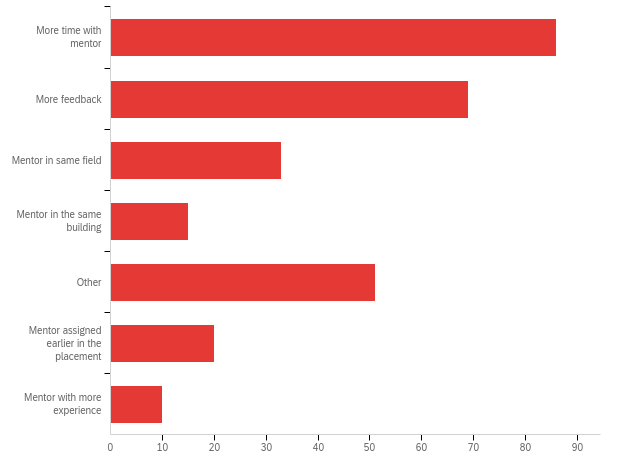 More time with
mentor
More feedback
Mentor in same field
Mentor in the same
building
Other
Mentor assigned
earlier in the
placement
Mentor with more
experience
0 10 20 30 40 50 60 70 80 90